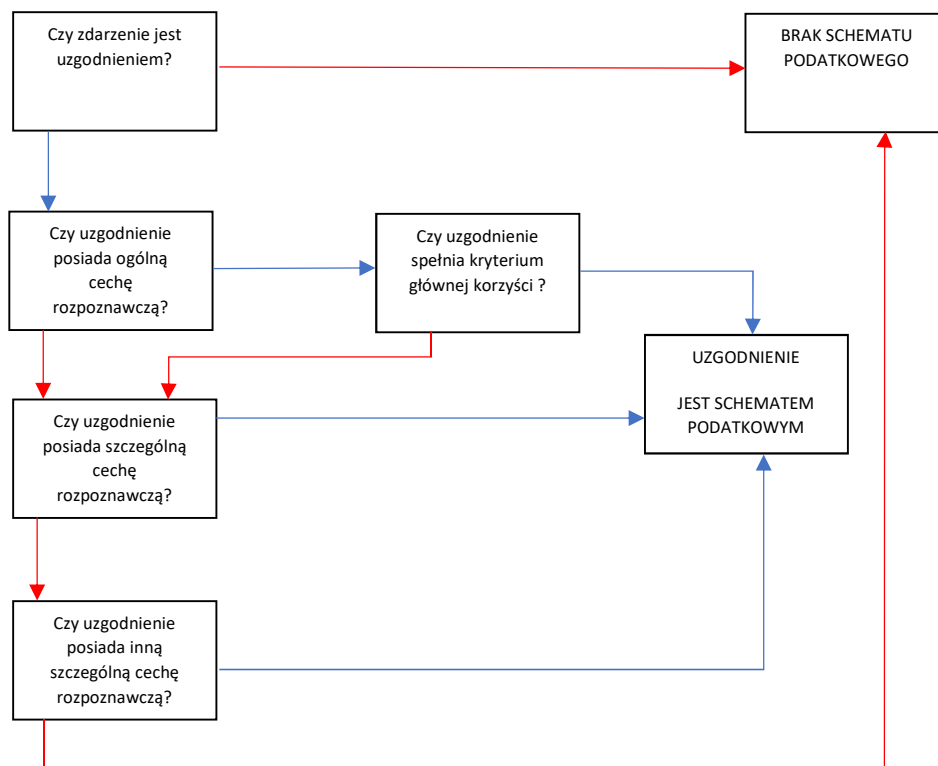 Czy zdarzenie jest
uzgodnieniem?
BRAK SCHEMATU
PODATKOWEGO
Czy uzgodnienie
posiada ogólną
cechę
rozpoznawczą?
Czy uzgodnienie
spełnia kryterium
głównej korzyści ?
UZGODNIENIE
JEST SCHEMATEM
PODATKOWYM
Czy uzgodnienie
posiada szczególną
cechę
rozpoznawczą?
Czy uzgodnienie
posiada inną
szczególną cechę
rozpoznawczą?